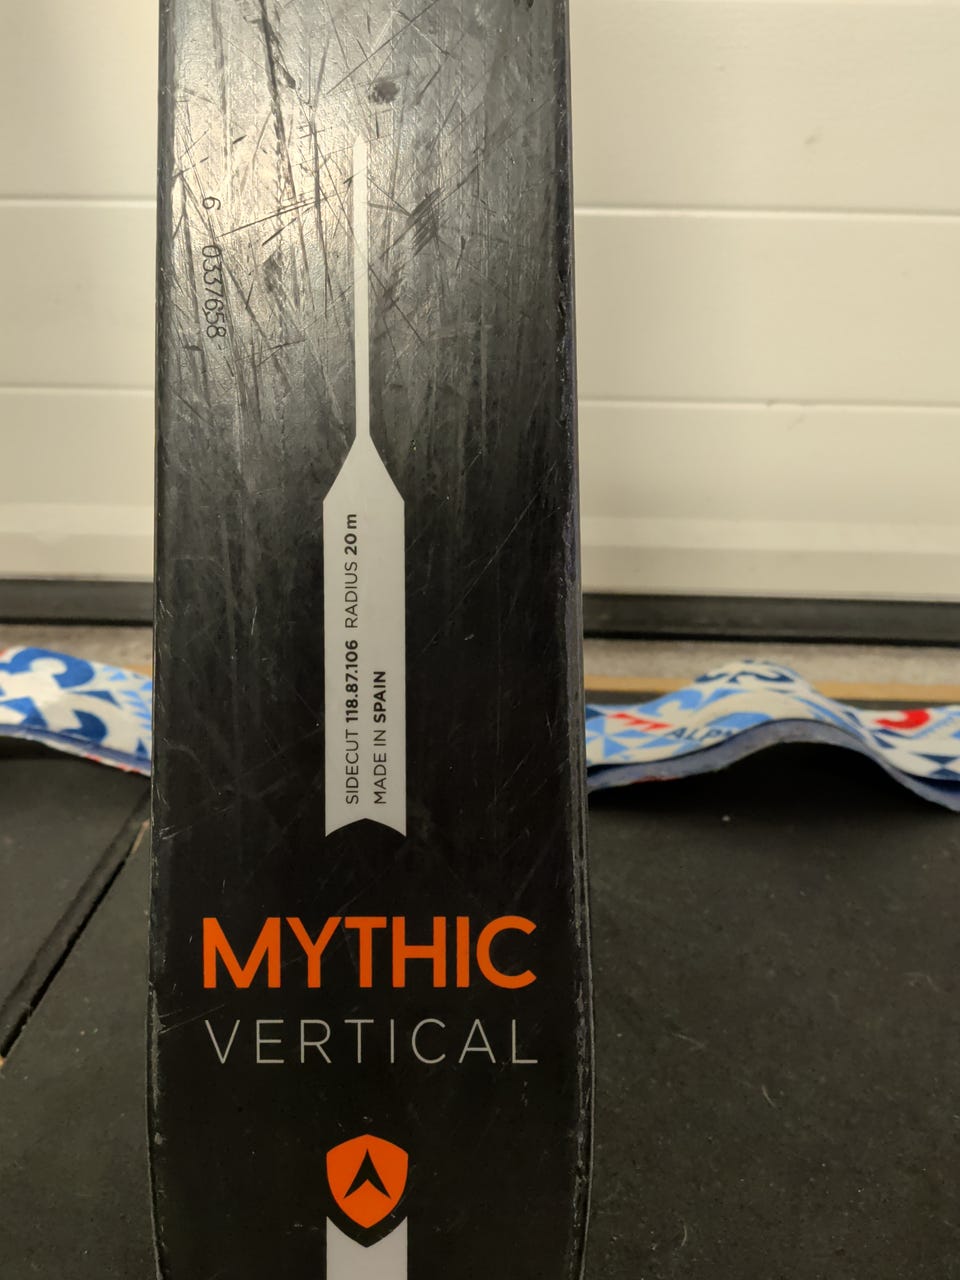 6 0337658
SIDECUT 118.87.106 RADIUS 20 m
MADE IN SPAIN
MYTHIC
VERTICAL